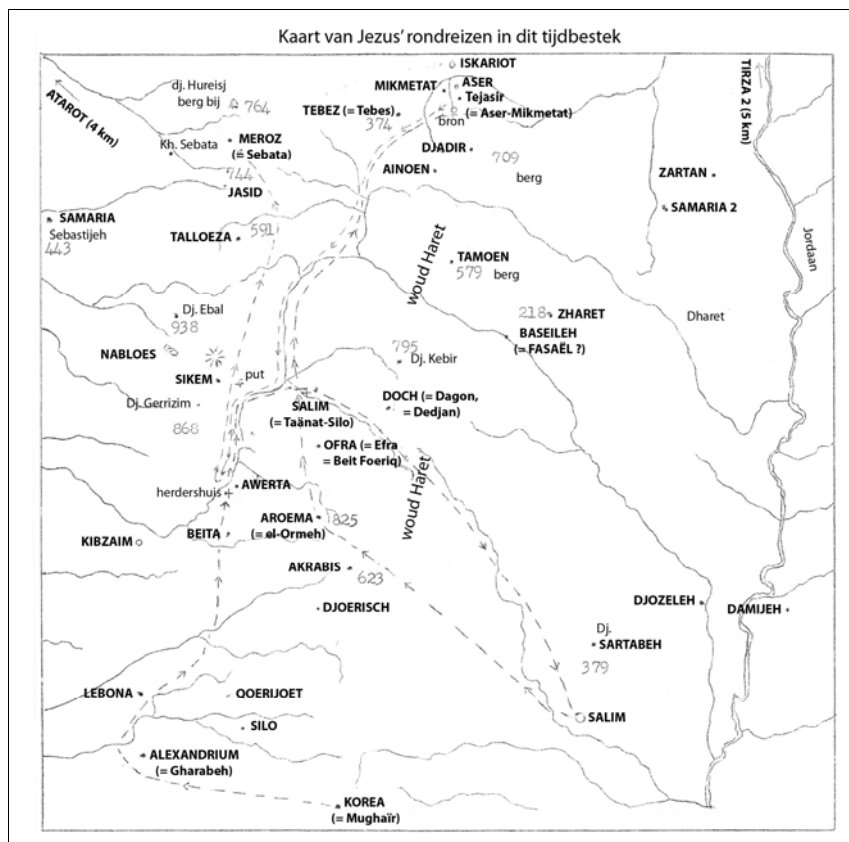 Kaart van Jezus' rondreizen in dit tijdbestek
ISKARIOT
TIRZA 2 (5 km)
ATAROT (4 km)
dj. Hureisj
berg bij
764
MIKMETAT
ASER
Tejasir
(= Aser-Mikmetat)
TEBEZ (= Tebes)
374
bron
Kh. Sebata
MEROZ
(= Sebata)
744
DJADIR
709
berg
AINOEN
ZARTAN
JASID
SAMARIA
Sebastijeh
443
SAMARIA 2
TALLOEZA
591
Jordaan
woud Haret
TAMOEN
579 berg
Dj. Ebal
938
218
ZHARET
Dharet
BASEILEH
(= FASAËL ?)
NABLOES
795
Dj. Kebir
SIKEM
put
Dj. Gerrizim
868
SALIM
(= Taänat-Silo)
DOCH (= Dagon,
= Dedjan)
OFRA (= Efra
= Beit Foeriq)
woud Haret
herdershuis
AWERTA
AROEMA
(= el-Ormeh)
825
KIBZAIM
BEITA
AKRABIS
623
DJOERISCH
DJOZELEH
DAMIJEH
Dj.
SARTABEH
379
LEBONA
QOERIJOET
SALIM
SILO
ALEXANDRIUM
(= Gharabeh)
KOREA
(= Mughaïr)